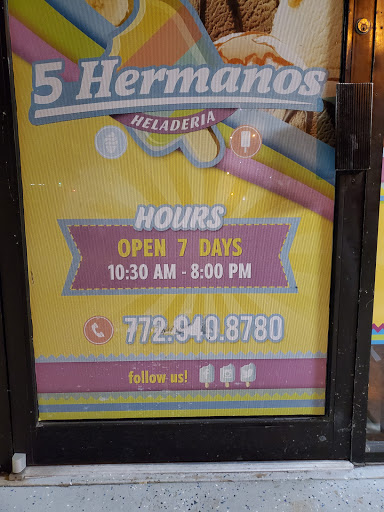 5 Hermanos
HELADERIA
HOURS
OPEN 7 DAYS
10:30 AM - 8:00 PM
772.940.8780
follow us!